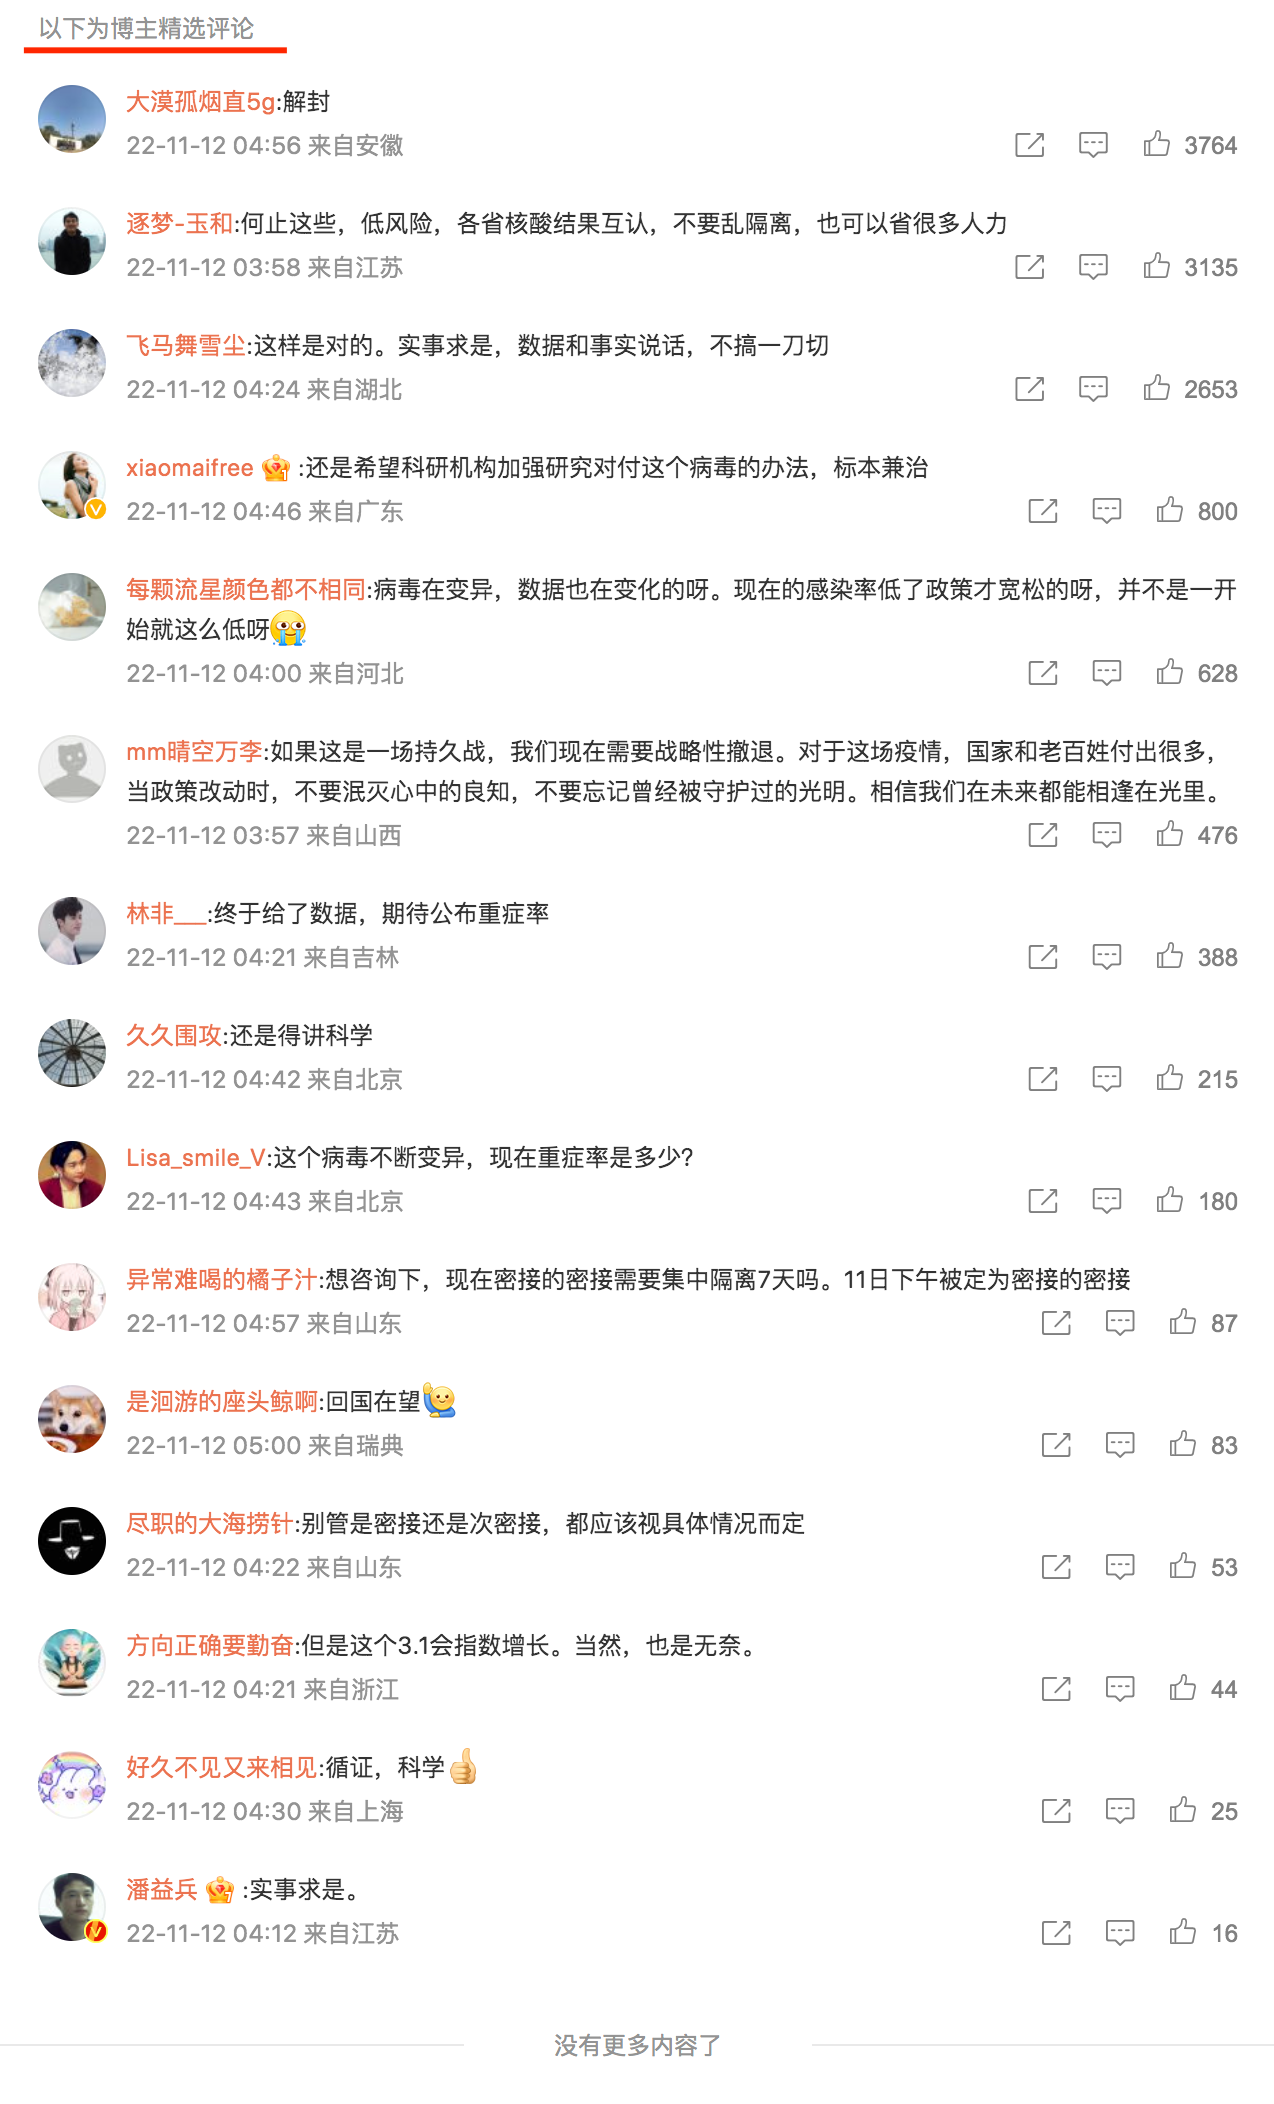 以下为博主精选评论
大漠孤烟直5g:解封
22-11-12 04:56 来自安徽 3764
逐梦-玉和:何止这些，低风险，各省核酸结果互认，不要乱隔离，也可以省很多人力
22-11-12 03:58 来自江苏 3135
飞马舞雪尘:这样是对的。实事求是，数据和事实说话，不搞一刀切
22-11-12 04:24 来自湖北 2653
xiaomaifree :还是希望科研机构加强研究对付这个病毒的办法，标本兼治
22-11-12 04:46 来自广东 800
每颗流星颜色都不相同:病毒在变异，数据也在变化的呀。现在的感染率低了政策才宽松的呀，并不是一开
始就这么低呀
22-11-12 04:00 来自河北 628
mm晴空万李:如果这是一场持久战，我们现在需要战略性撤退。对于这场疫情，国家和老百姓付出很多，
当政策改动时，不要泯灭心中的良知，不要忘记曾经被守护过的光明。相信我们在未来都能相逢在光里。
22-11-12 03:57 来自山西 476
林非___:终于给了数据，期待公布重症率
22-11-12 04:21 来自吉林 388
久久围攻:还是得讲科学
22-11-12 04:42 来自北京 215
Lisa_smile_V:这个病毒不断变异，现在重症率是多少?
22-11-12 04:43 来自北京 180
异常难喝的橘子汁:想咨询下，现在密接的密接需要集中隔离7天吗。11日下午被定为密接的密接
22-11-12 04:57 来自山东 87
是洄游的座头鲸啊:回国在望
22-11-12 05:00 来自瑞典 83
尽职的大海捞针:别管是密接还是次密接，都应该视具体情况而定
22-11-12 04:22 来自山东 53
方向正确要勤奋:但是这个3.1会指数增长。当然，也是无奈。
22-11-12 04:21 来自浙江 44
好久不见又来相见:循证，科学
22-11-12 04:30 来自上海 25
潘益兵 :实事求是。
22-11-12 04:12 来自江苏 16
没有更多内容了